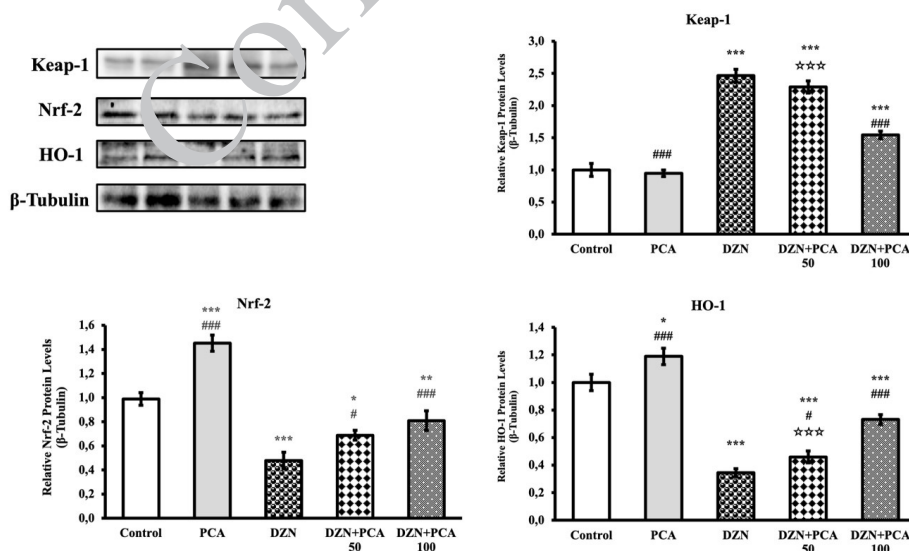 Cor
Keap-1
Nrf-2
HO-1
β-Tubulin
Keap-1
Relative Keap-1 Protein Levels
(β-Tubulin)
4,0
3,5
3,0
2,5
2,0
1,5
1,0
0,5
0,0
###
***
***
☆☆☆
***
###
Control PCA DZN DZN+PCA DZN+PCA
50 100
Nrf-2
Relative Nrf-2 Protein Levels
(β-Tubulin)
1,6
1,4
1,2
1,0
0,8
0,6
0,4
0,2
0,0
***
###
***
*
#
**
###
Control PCA DZN DZN+PCA DZN+PCA
50 100
HO-1
Relative HO-1 Protein Levels
(β-Tubulin)
1,4
1,2
1,0
0,8
0,6
0,4
0,2
0,0
*
###
***
***
#
☆☆☆
***
###
Control PCA DZN DZN+PCA DZN+PCA
50 100